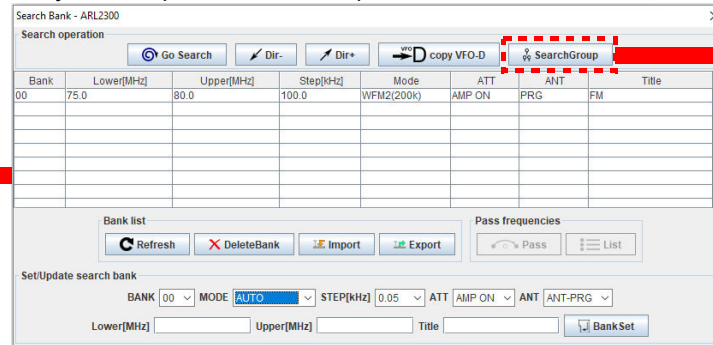 Search Bank - ARL2300
Search operation
Go Search Dir- Dir+ VFO D copy VFO-D SearchGroup
Bank Lower[MHz] Upper[MHz] Step[kHz] Mode ATT ANT Title
00 75.0 80.0 100.0 WFM2(200k) AMP ON PRG FM
Bank list Pass frequencies
Refresh DeleteBank Import Export Pass List
Set/Update search bank
BANK 00 MODE AUTO STEP[kHz] 0.05 ATT AMP ON ANT ANT-PRG
Lower[MHz] Upper[MHz] Title BankSet